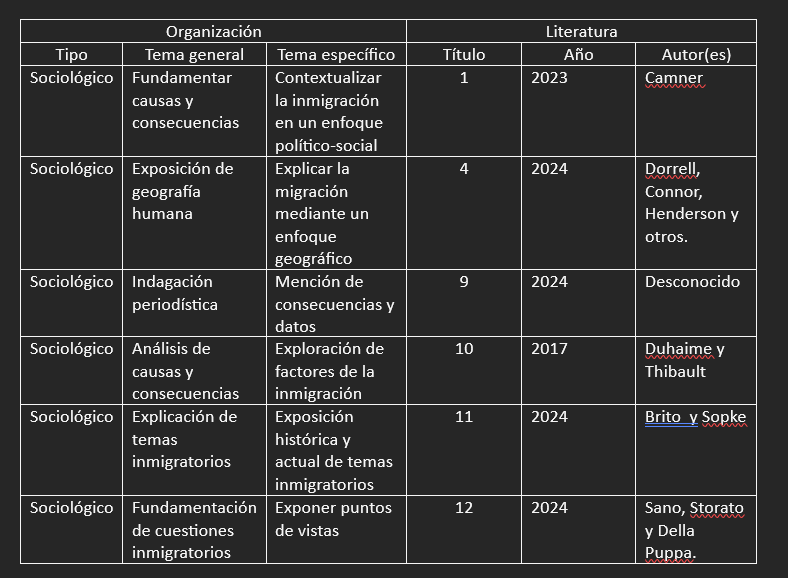 Organización Literatura
Tipo Tema general Tema específico Título Año Autor(es)
Sociológico Fundamentar causas y consecuencias Contextualizar la inmigración en un enfoque político-social 1 2023 Camner
Sociológico Exposición de geografía humana Explicar la migración mediante un enfoque geográfico 4 2024 Dorrell, Connor, Henderson y otros.
Sociológico Indagación periodística Mención de consecuencias y datos 9 2024 Desconocido
Sociológico Análisis de causas y consecuencias Exploración de factores de la inmigración 10 2017 Duhaime y Thibault
Sociológico Explicación de temas inmigratorios Exposición histórica y actual de temas inmigratorios 11 2024 Brito y Sopke
Sociológico Fundamentación de cuestiones inmigratorios Exponer puntos de vistas 12 2024 Sano, Storato y Della Puppa.